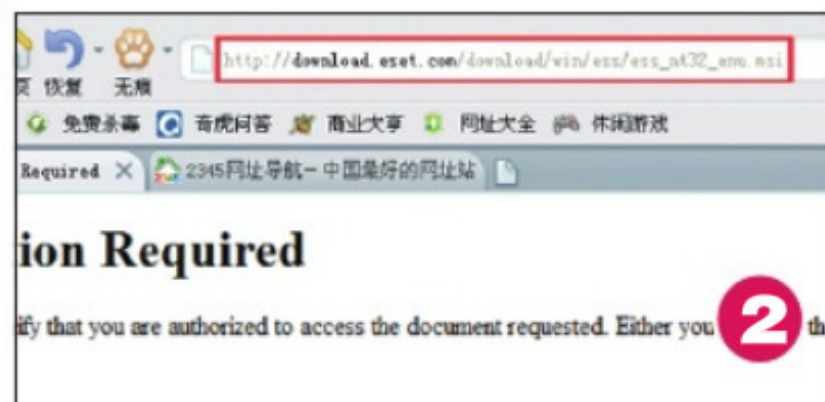 http://download.eset.com/download/win/ess/ess_nt32_enu.msi
页 恢复 无痕
免费杀毒 奇虎问答 商业大亨 网址大全 休闲游戏
Required 2345网址导航-中国最好的网址站
ion Required
ify that you are authorized to access the document requested. Either you th
2